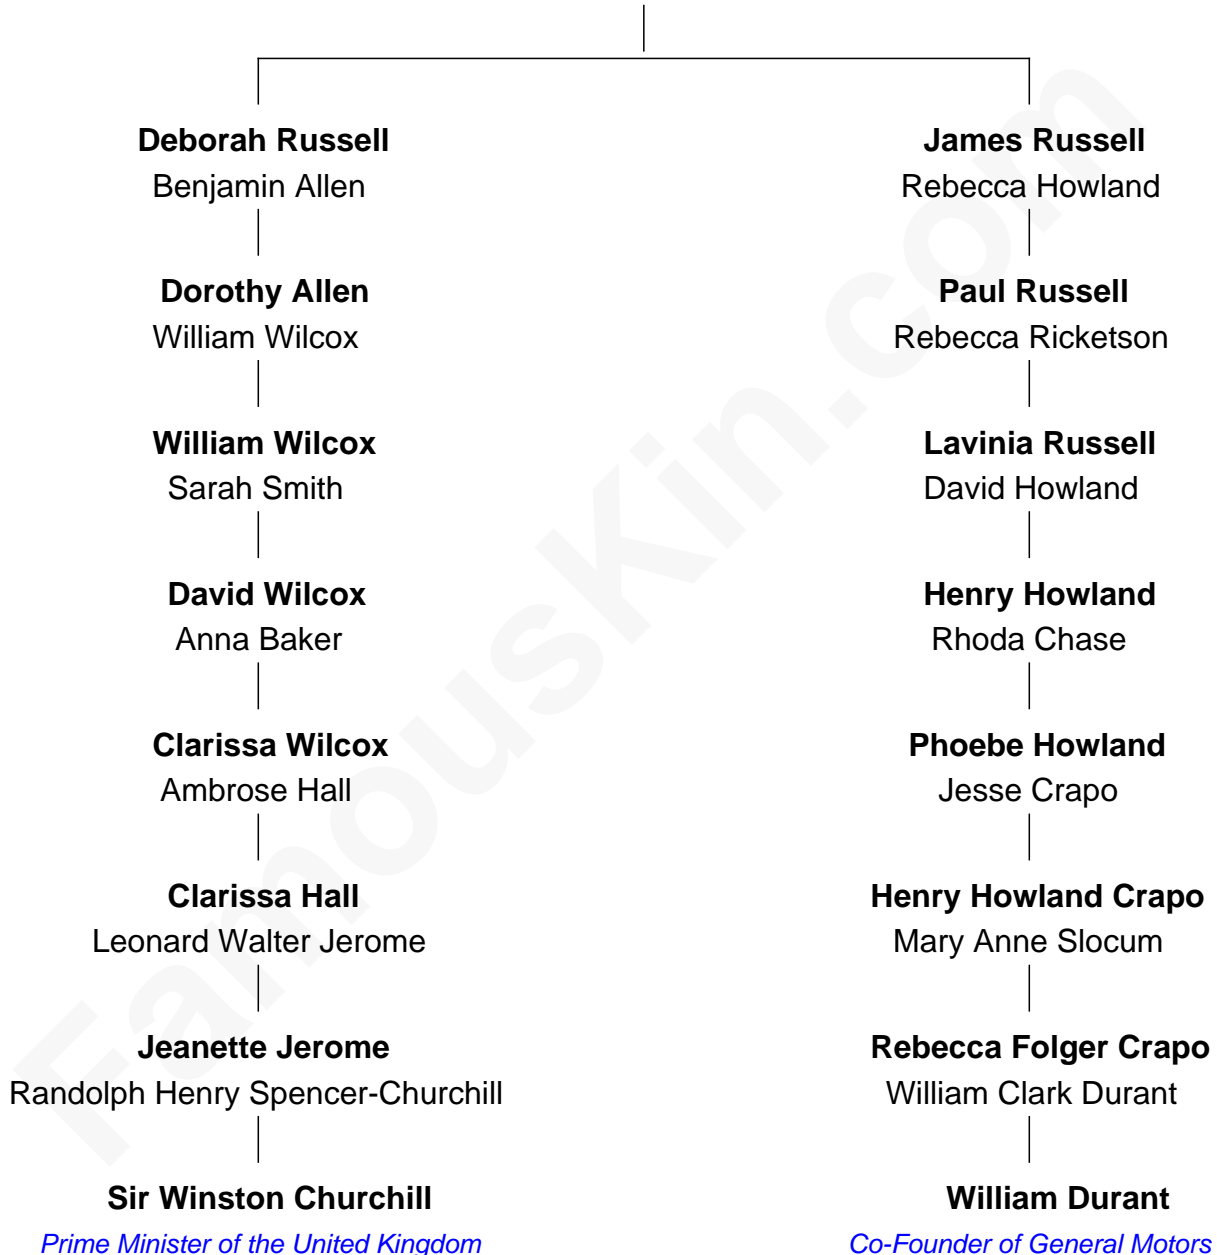 Deborah Russell
Benjamin Allen
James Russell
Rebecca Howland
Dorothy Allen
William Wilcox
Paul Russell
Rebecca Ricketson
William Wilcox
Sarah Smith
Lavinia Russell
David Howland
David Wilcox
Anna Baker
Henry Howland
Rhoda Chase
Clarissa Wilcox
Ambrose Hall
Phoebe Howland
Jesse Crapo
Clarissa Hall
Leonard Walter Jerome
Henry Howland Crapo
Mary Anne Slocum
Jeanette Jerome
Randolph Henry Spencer-Churchill
Rebecca Folger Crapo
William Clark Durant
Sir Winston Churchill
Prime Minister of the United Kingdom
William Durant
Co-Founder of General Motors
FamousKin.com